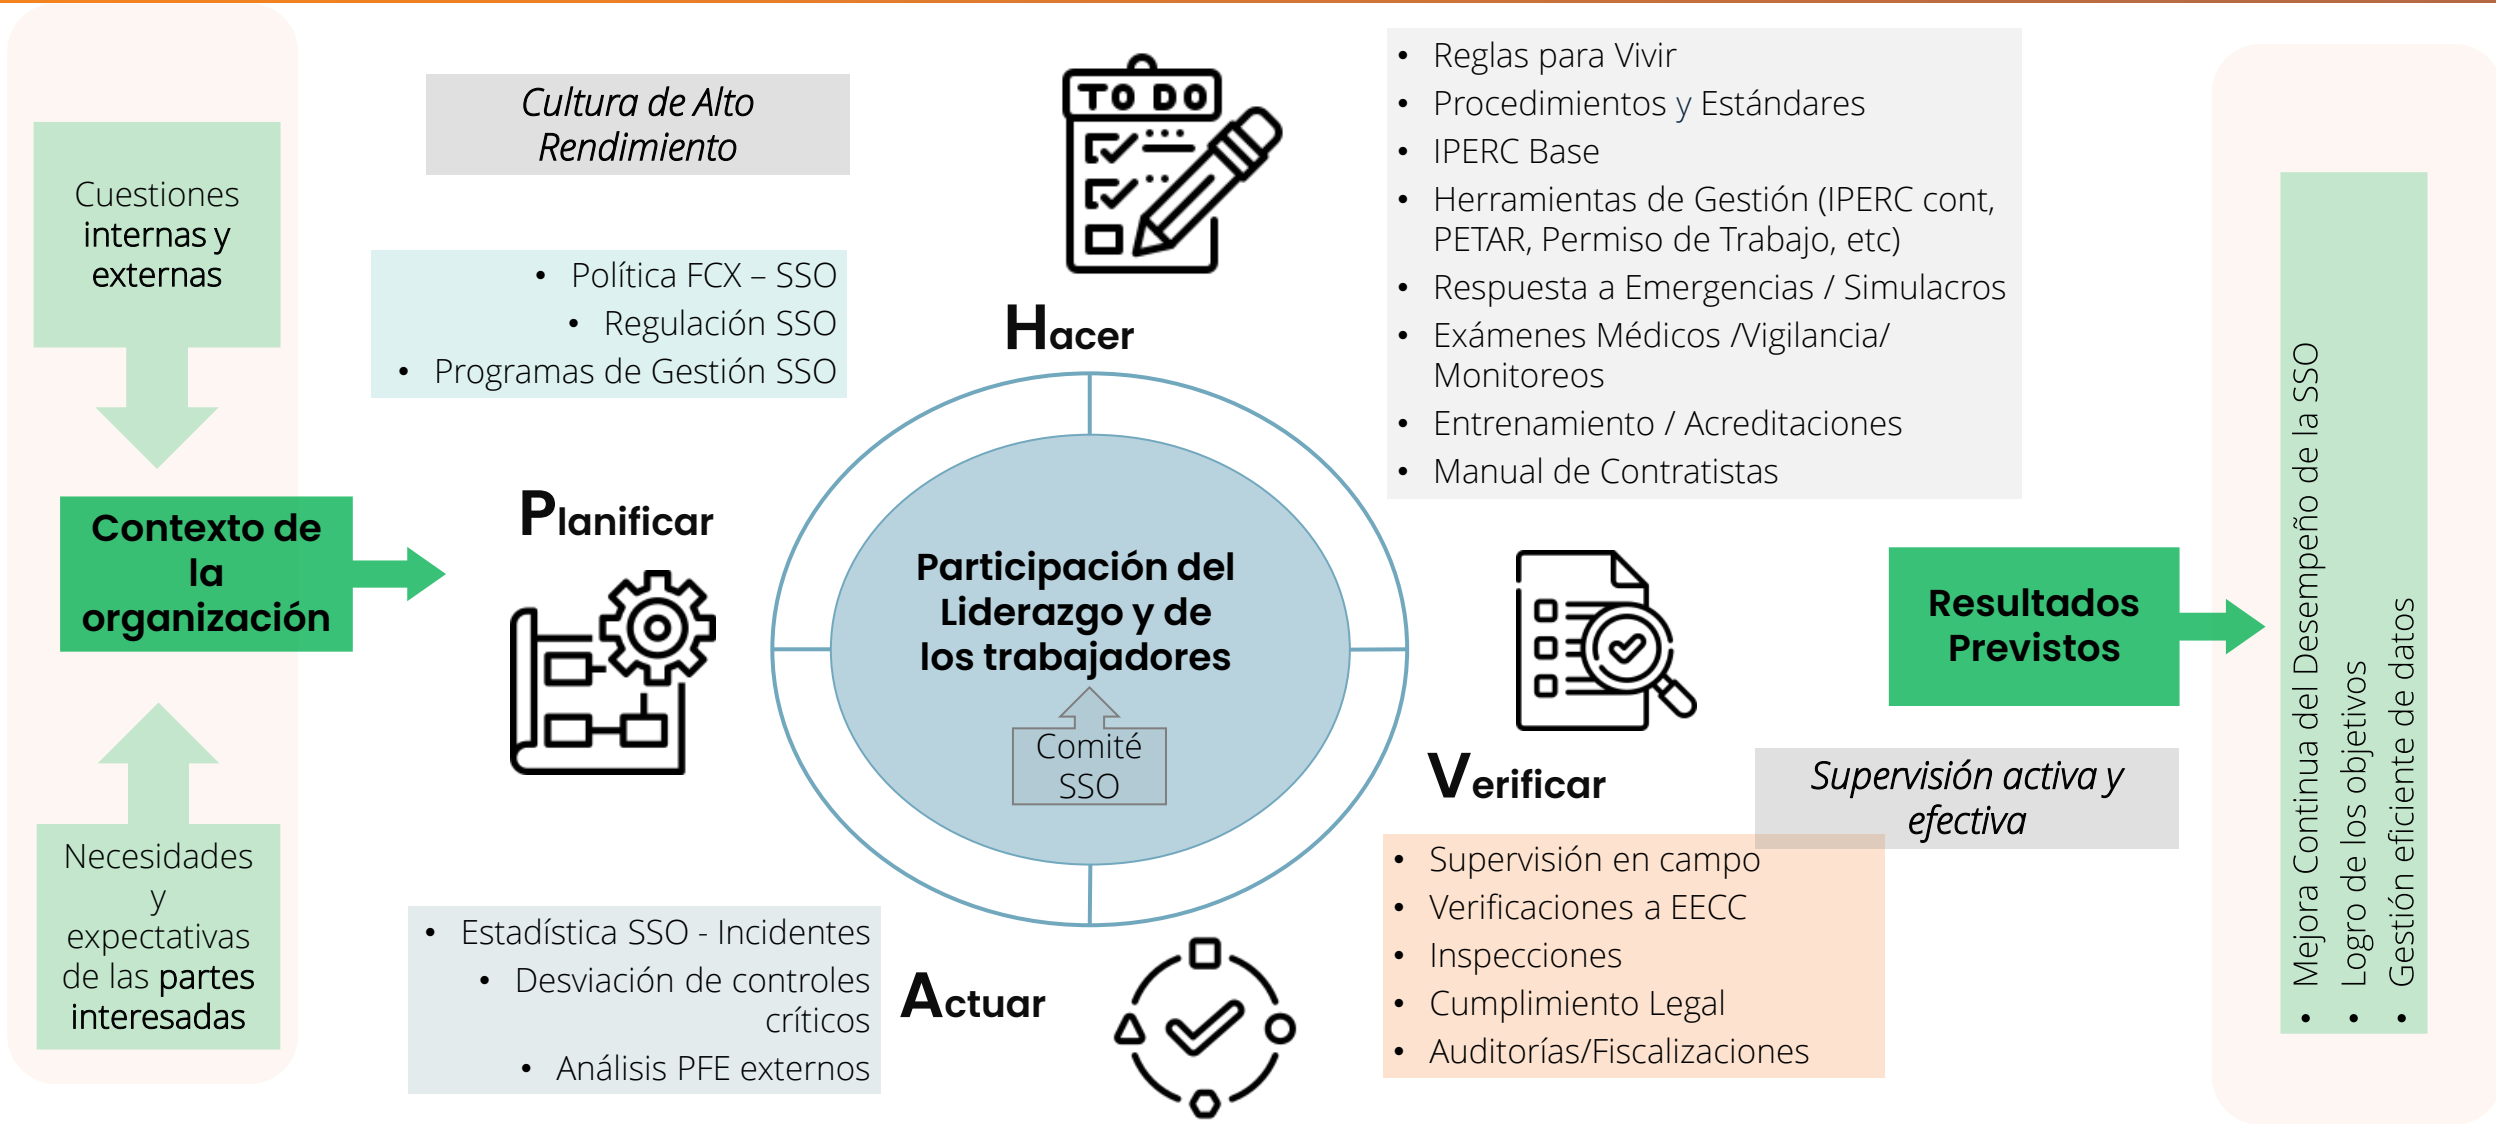 Cuestiones
internas y
externas
Contexto de
la
organización
Necesidades
y
expectativas
de las partes
interesadas
Cultura de Alto
Rendimiento
• Política FCX – SSO
• Regulación SSO
• Programas de Gestión SSO
Planificar
TO DO
Hacer
• Reglas para Vivir
• Procedimientos y Estándares
• IPERC Base
• Herramientas de Gestión (IPERC cont,
PETAR, Permiso de Trabajo, etc)
• Respuesta a Emergencias / Simulacros
• Exámenes Médicos /Vigilancia/
Monitoreos
• Entrenamiento / Acreditaciones
• Manual de Contratistas
Participación del
Liderazgo y de
los trabajadores
Comité
SSO
Verificar
Supervisión activa y
efectiva
• Supervisión en campo
• Verificaciones a EECC
• Inspecciones
• Cumplimiento Legal
• Auditorías/Fiscalizaciones
Actuar
• Estadística SSO - Incidentes
• Desviación de controles
críticos
• Análisis PFE externos
Resultados
Previstos
• Mejora Continua del Desempeño de la SSO
• Logro de los objetivos
• Gestión eficiente de datos